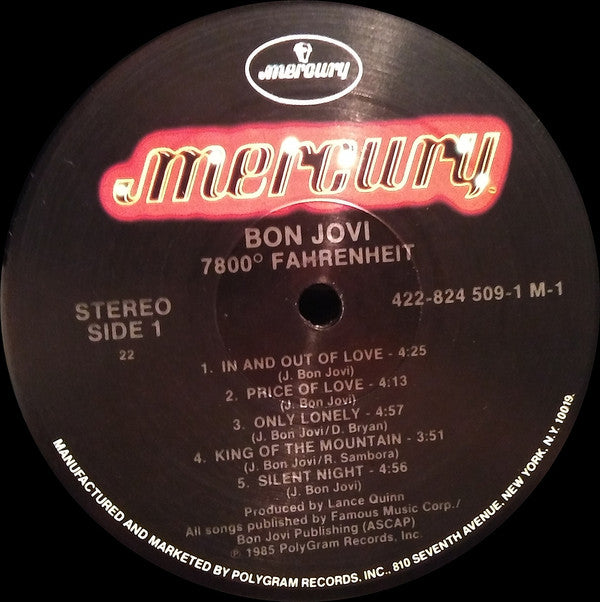 mercury
mercury
BON JOVI
7800° FAHRENHEIT
STEREO
SIDE 1
22
422-824 509-1 M-1
1. IN AND OUT OF LOVE - 4:25
(J. Bon Jovi)
2. PRICE OF LOVE - 4:13
(J. Bon Jovi)
3. ONLY LONELY - 4:57
(J. Bon Jovi/D. Bryan)
4. KING OF THE MOUNTAIN - 3:51
(J. Bon Jovi/R. Sambora)
5. SILENT NIGHT - 4:56
(J. Bon Jovi)
Produced by Lance Quinn
All songs published by Famous Music Corp./
Bon Jovi Publishing (ASCAP)
℗ 1985 PolyGram Records, Inc.
MANUFACTURED AND MARKETED BY POLYGRAM RECORDS, INC., 810 SEVENTH AVENUE, NEW YORK, N.Y. 10019.